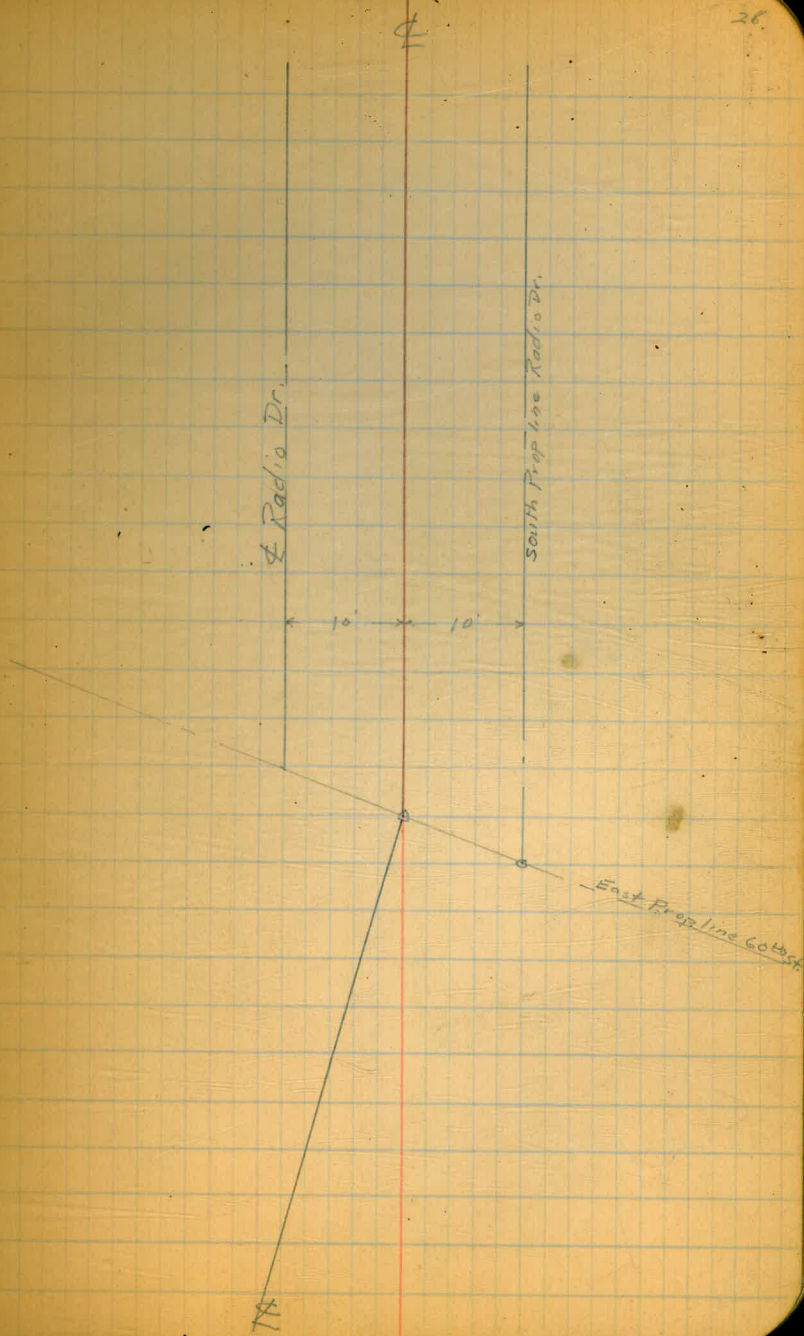 28.
℄
℄ Radio Dr.
South Prop line Radio Dr.
10'
10'
East Prop line 60th St.
℄